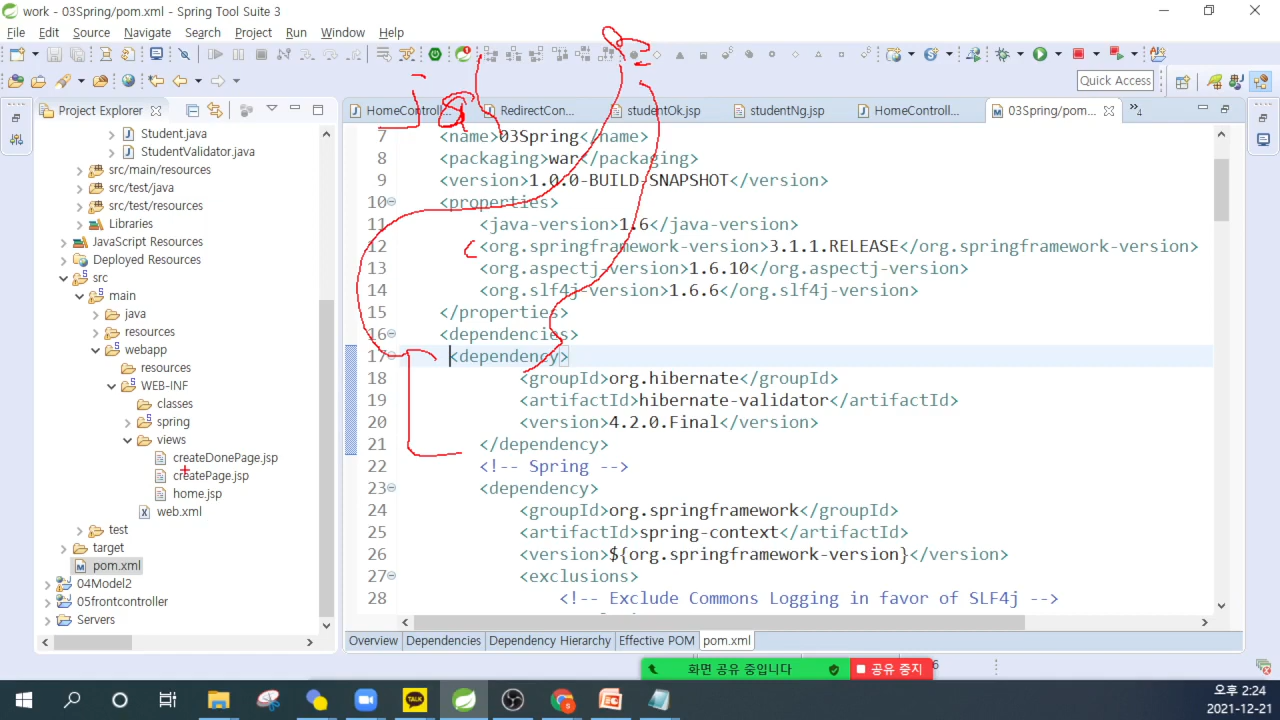 work - 03Spring/pom.xml - Spring Tool Suite 3
File Edit Source Navigate Search Project Run Window Help
Quick Access
Project Explorer
Student.java
StudentValidator.java
src/main/resources
src/test/java
src/test/resources
Libraries
JavaScript Resources
Deployed Resources
src
main
java
resources
webapp
resources
WEB-INF
classes
spring
views
createDonePage.jsp
createPage.jsp
home.jsp
web.xml
test
target
pom.xml
04Model2
05frontcontroller
Servers
HomeControll... RedirectCon... studentOk.jsp studentNg.jsp HomeControll... 03Spring/pom... 4
7 <name>03Spring</name>
8 <packaging>war</packaging>
9 <version>1.0.0-BUILD-SNAPSHOT</version>
10 <properties>
11 <java-version>1.6</java-version>
12 <org.springframework-version>3.1.1.RELEASE</org.springframework-version>
13 <org.aspectj-version>1.6.10</org.aspectj-version>
14 <org.slf4j-version>1.6.6</org.slf4j-version>
15 </properties>
16 <dependencies>
17 <dependency>
18 <groupId>org.hibernate</groupId>
19 <artifactId>hibernate-validator</artifactId>
20 <version>4.2.0.Final</version>
21 </dependency>
22 <!-- Spring -->
23 <dependency>
24 <groupId>org.springframework</groupId>
25 <artifactId>spring-context</artifactId>
26 <version>${org.springframework-version}</version>
27 <exclusions>
28 <!-- Exclude Commons Logging in favor of SLF4j -->
Overview Dependencies Dependency Hierarchy Effective POM pom.xml
화면 공유 중입니다 공유 중지 6
TALK
오후 2:24
2021-12-21